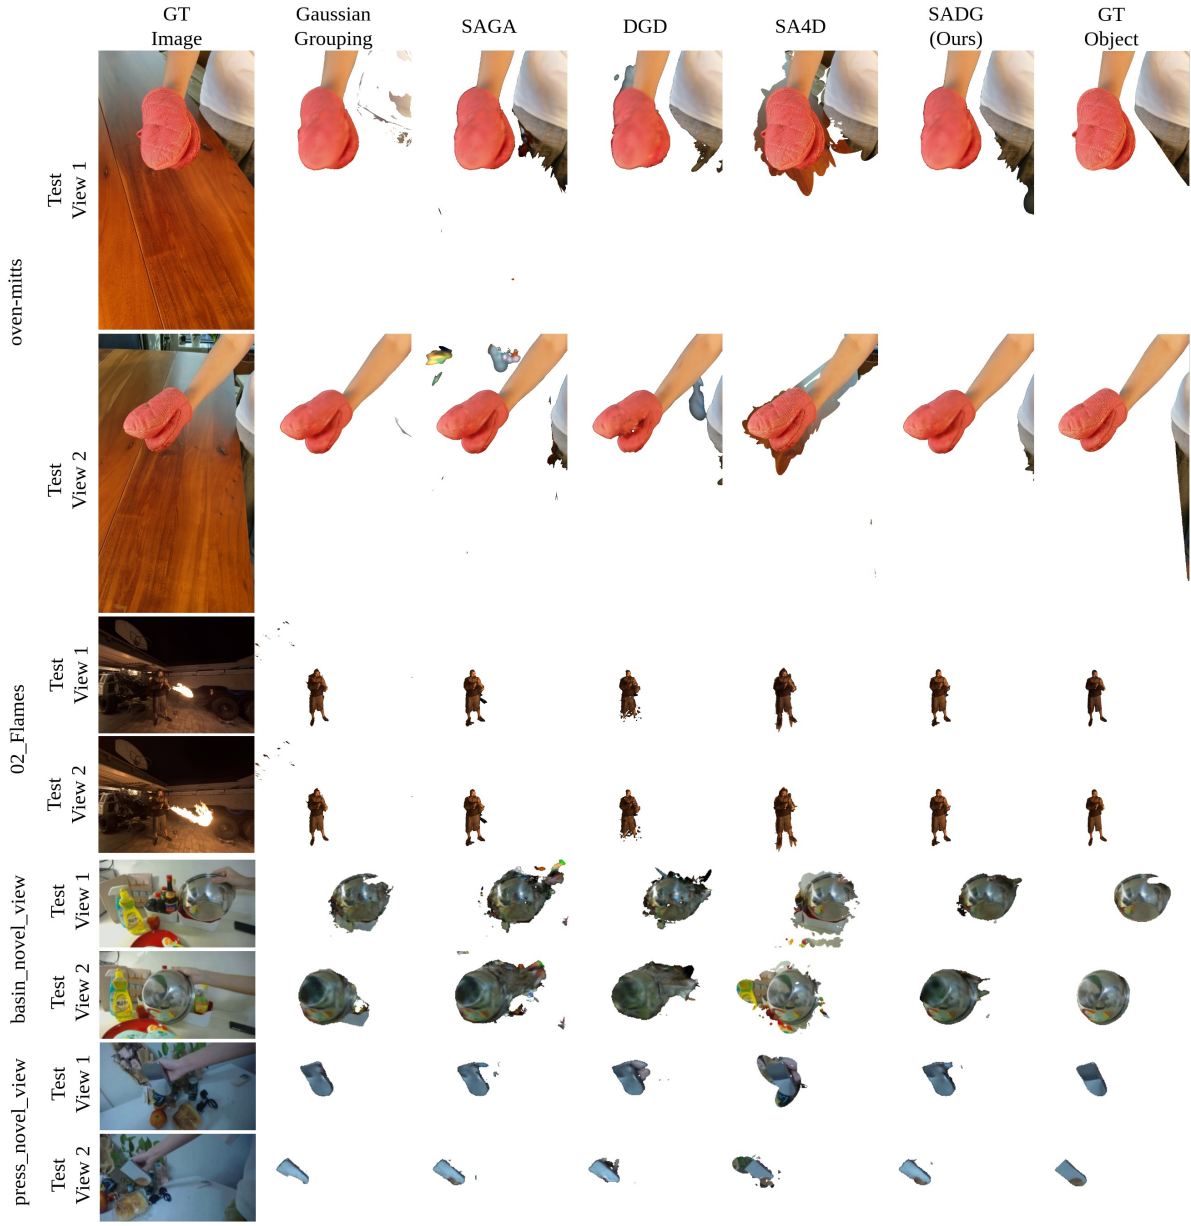 GT
Image
Gaussian
Grouping
SAGA
DGD
SA4D
SADG
(Ours)
GT
Object
oven-mitts
Test
View 1
Test
View 2
02_Flames
Test
View 1
Test
View 2
basin_novel_view
Test
View 1
Test
View 2
press_novel_view
Test
View 1
Test
View 2